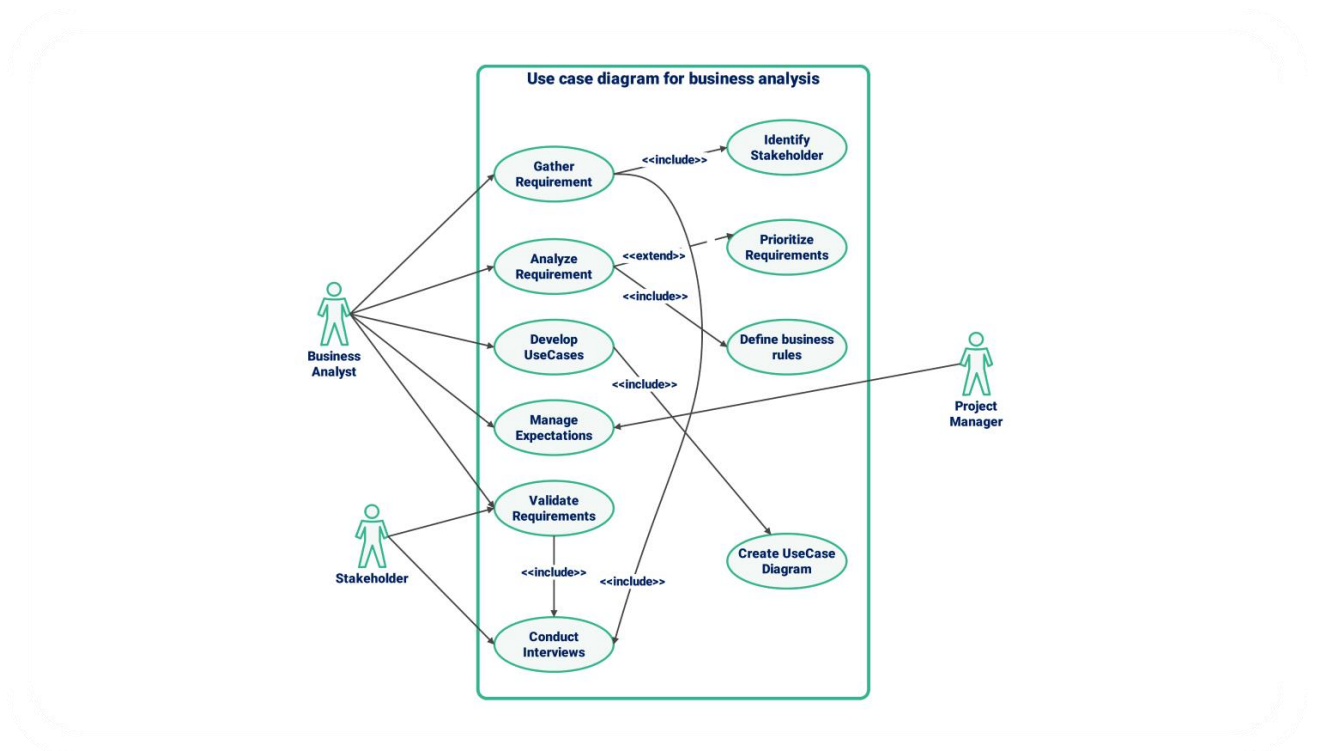 Use case diagram for business analysis
Identify
Stakeholder
<<include>>
Gather
Requirement
Prioritize
Requirements
<<extend>>
Analyze
Requirement
<<include>>
Develop
UseCases
Define business
rules
Business
Analyst
<<include>>
Manage
Expectations
Project
Manager
Validate
Requirements
Stakeholder
<<include>>
<<include>>
Create UseCase
Diagram
Conduct
Interviews